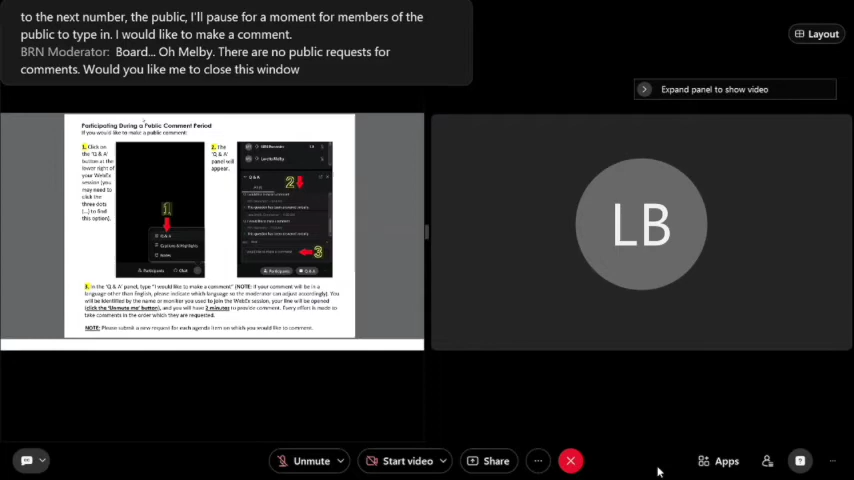 to the next number, the public, I'll pause for a moment for members of the
public to type in. I would like to make a comment.
BRN Moderator: Board... Oh Melby. There are no public requests for
comments. Would you like me to close this window
Layout
Expand panel to show video
Participating During a Public Comment Period
If you would like to make a public comment:
1. Click on
the 'Q & A'
button at the
lower right of
your WebEx
session (you
may need to
click the
three dots
(...) to find
this option).
1
Q & A
Notes
Participants
Chat
2. The
'Q & A'
panel will
appear.
Q & A
2
3
Participants
Q & A
3. In the 'Q & A' panel, type "I would like to make a comment" (NOTE: If your comment will be in a
language other than English, please indicate which language so the moderator can adjust accordingly). You
will be identified by the name or moniker you used to join the WebEx session, your line will be opened
(click the 'Unmute me' button), and you will have 2 minutes to provide comment. Every effort is made to
take comments in the order which they are requested.
NOTE: Please submit a new request for each agenda item on which you would like to comment.
LB
Unmute
Start video
Share
Apps